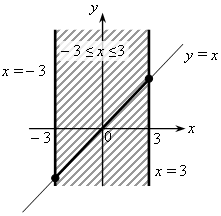 y
− 3 ≤ x ≤ 3
y = x
x = − 3
x
− 3
0
3
x = 3